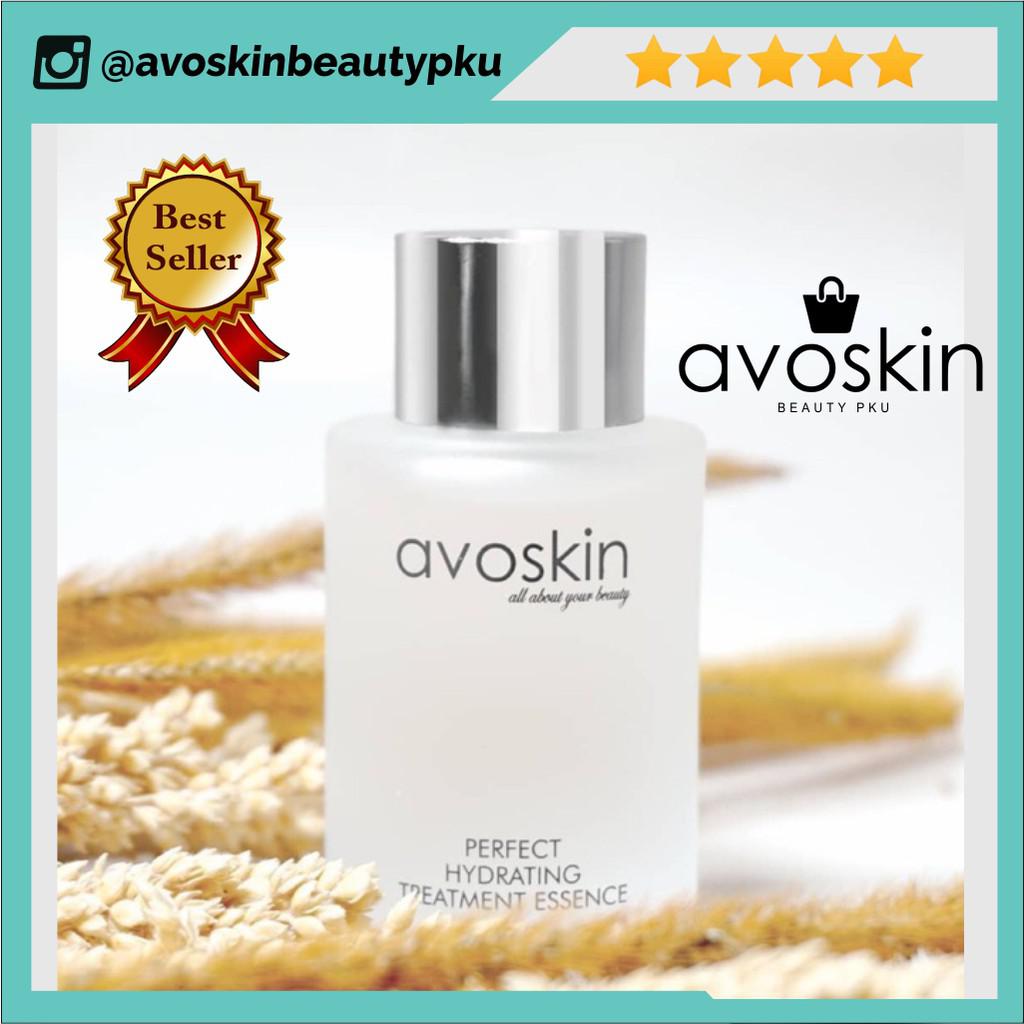 @avoskinbeautypku
Best
Seller
avoskin
BEAUTY PKU
avoskin
all about your beauty
PERFECT
HYDRATING
TREATMENT ESSENCE